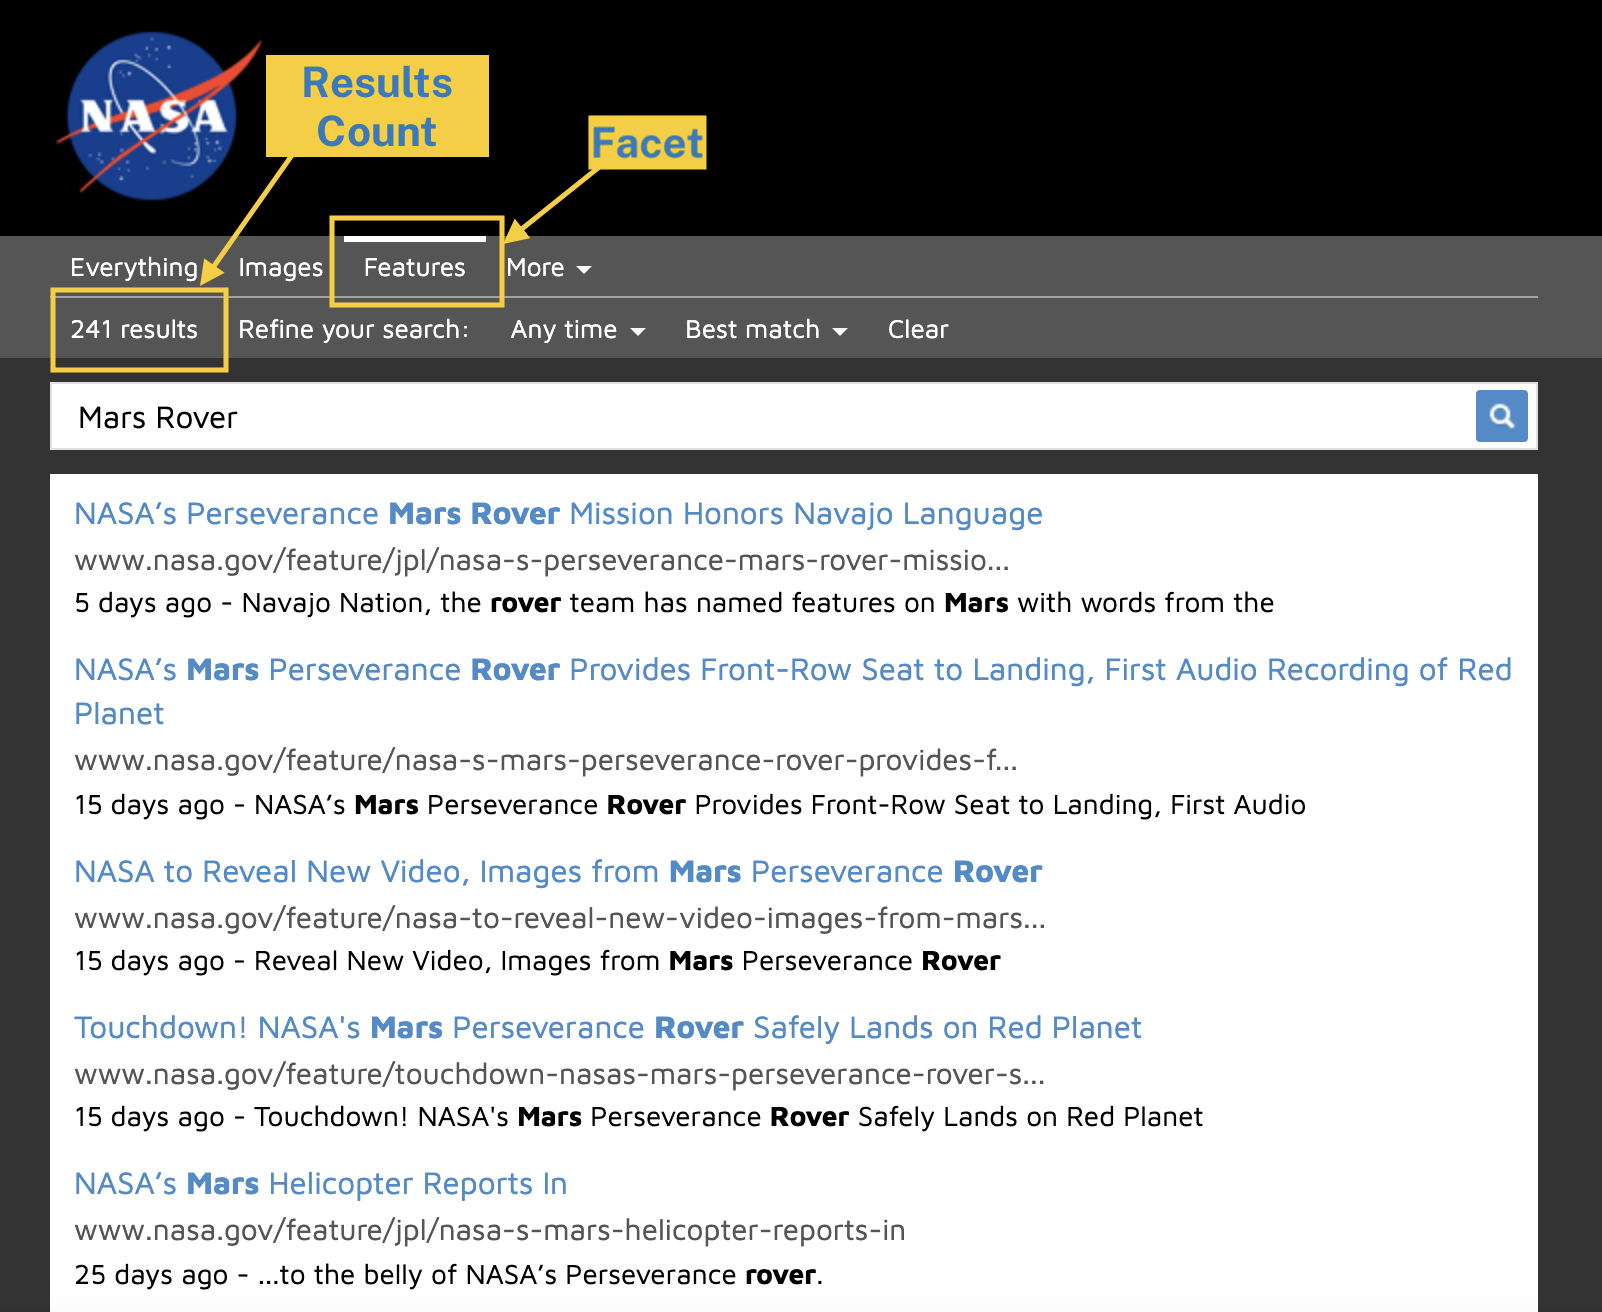 NASA
Results
Count
Facet
Everything Images Features More
241 results Refine your search: Any time Best match Clear
Mars Rover
NASA’s Perseverance Mars Rover Mission Honors Navajo Language
www.nasa.gov/feature/jpl/nasa-s-perseverance-mars-rover-missio...
5 days ago - Navajo Nation, the rover team has named features on Mars with words from the
NASA’s Mars Perseverance Rover Provides Front-Row Seat to Landing, First Audio Recording of Red
Planet
www.nasa.gov/feature/nasa-s-mars-perseverance-rover-provides-f...
15 days ago - NASA’s Mars Perseverance Rover Provides Front-Row Seat to Landing, First Audio
NASA to Reveal New Video, Images from Mars Perseverance Rover
www.nasa.gov/feature/nasa-to-reveal-new-video-images-from-mars...
15 days ago - Reveal New Video, Images from Mars Perseverance Rover
Touchdown! NASA's Mars Perseverance Rover Safely Lands on Red Planet
www.nasa.gov/feature/touchdown-nasas-mars-perseverance-rover-s...
15 days ago - Touchdown! NASA's Mars Perseverance Rover Safely Lands on Red Planet
NASA’s Mars Helicopter Reports In
www.nasa.gov/feature/jpl/nasa-s-mars-helicopter-reports-in
25 days ago - ...to the belly of NASA’s Perseverance rover.